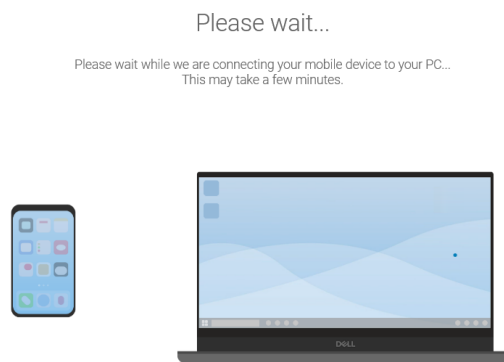 Please wait...
Please wait while we are connecting your mobile device to your PC...
This may take a few minutes.
DELL